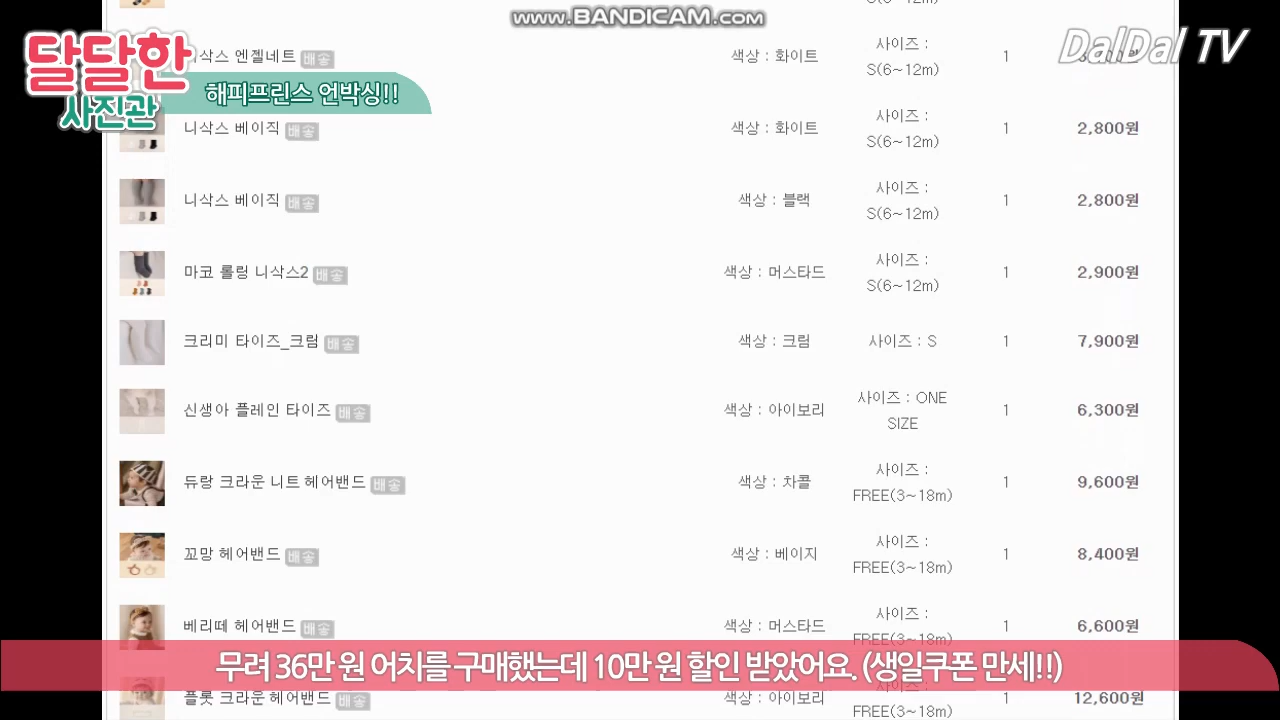 www.BANDICAM.com
DalDal TV
달달한
사진관
해피프린스 언박싱!!
삭스 엔젤네트 배송 색상 : 화이트 사이즈 : S(6~12m) 1
니삭스 베이직 배송 색상 : 화이트 사이즈 : S(6~12m) 1 2,800원
니삭스 베이직 배송 색상 : 블랙 사이즈 : S(6~12m) 1 2,800원
마코 롤링 니삭스2 배송 색상 : 머스타드 사이즈 : S(6~12m) 1 2,900원
크리미 타이즈_크림 배송 색상 : 크림 사이즈 : S 1 7,900원
신생아 플레인 타이즈 배송 색상 : 아이보리 사이즈 : ONE SIZE 1 6,300원
듀랑 크라운 니트 헤어밴드 배송 색상 : 차콜 사이즈 : FREE(3~18m) 1 9,600원
꼬망 헤어밴드 배송 색상 : 베이지 사이즈 : FREE(3~18m) 1 8,400원
베리떼 헤어밴드 배송 색상 : 머스타드 사이즈 : FREE(3~18m) 1 6,600원
무려 36만 원 어치를 구매했는데 10만 원 할인 받았어요. (생일쿠폰 만세!!)
플롯 크라운 헤어밴드 배송 색상 : 아이보리 사이즈 : FREE(3~18m) 1 12,600원